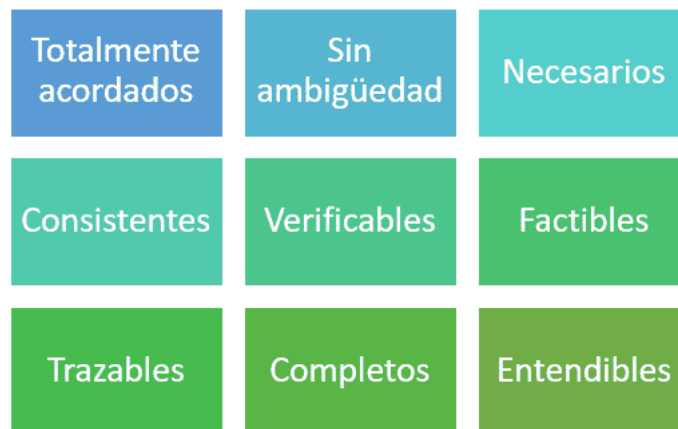 Totalmente
acordados
Sin
ambigüedad
Necesarios
Consistentes
Verificables
Factibles
Trazables
Completos
Entendibles